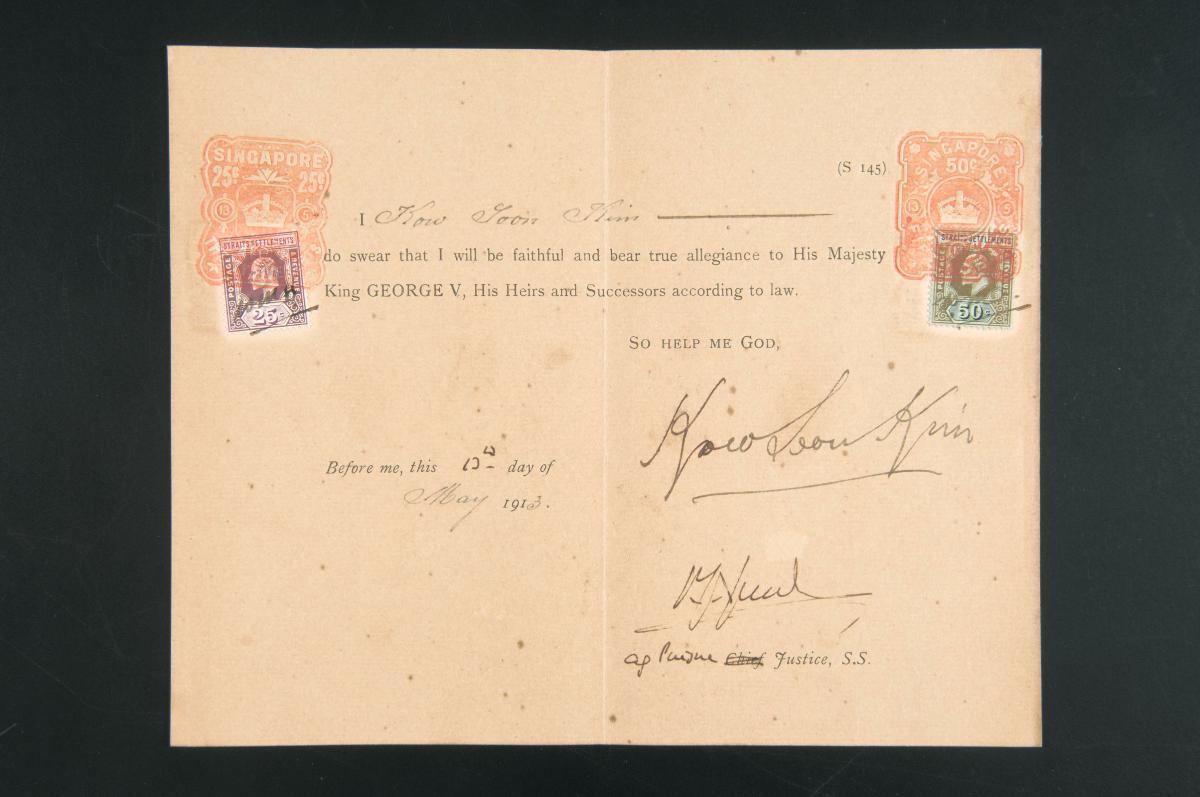 SINGAPORE
25c 25c
SINGAPORE
50c
(S 145)
I Kow Soon Kim
do swear that I will be faithful and bear true allegiance to His Majesty
King GEORGE V, His Heirs and Successors according to law.
STRAITS SETTLEMENTS
POSTAGE
25c
STRAITS SETTLEMENTS
POSTAGE
50c
SO HELP ME GOD,
Kow Soon Kim
Before me, this 13th day of
May 1913.
ag Puisne Chief Justice, S.S.